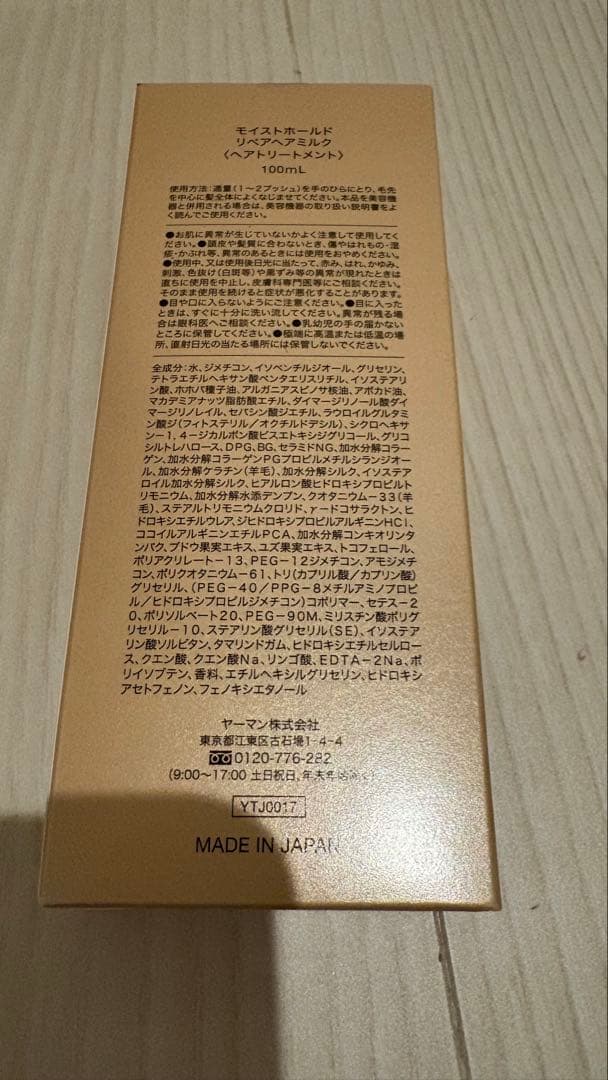 モイストホールド
リペアヘアミルク
〈ヘアトリートメント〉
100mL
使用方法：適量(1〜2プッシュ)を手のひらにとり、毛先
を中心に髪全体によくなじませてください。本品を美容機
器と併用される場合は、美容機器の取り扱い説明書をよ
く読んでご使用ください。
●お肌に異常が生じていないかよく注意して使用してく
ださい。●頭皮や髪質に合わないとき、傷やはれもの・湿
疹・かぶれ等、異常のあるときには使用をおやめください。
●使用中、又は使用後日光に当たって、赤み、はれ、かゆみ、
刺激、色抜け(白斑等)や黒ずみ等の異常が現れたときは
直ちに使用を中止し、皮膚科専門医等にご相談ください。
そのまま使用を続けると症状が悪化することがあります。
●目や口に入らないようにご注意ください。●目に入った
ときは、すぐに十分に洗い流してください。異常が残る場
合は眼科医へご相談ください。●乳幼児の手の届かない
ところに保管してください。●極端に高温または低温の場
所、直射日光の当たる場所には保管しないでください。
全成分：水、ジメチコン、イソペンチルジオール、グリセリン、
テトラエチルヘキサン酸ペンタエリスリチル、イソステアリ
ン酸、ホホバ種子油、アルガニアスピノサ核油、アボカド油、
マカデミアナッツ脂肪酸エチル、ダイマージリノール酸ダイ
マージリノレイル、セバシン酸ジエチル、ラウロイルグルタミ
ン酸ジ(フィトステリル／オクチルドデシル)、シクロヘキサ
ン-1，4-ジカルボン酸ビスエトキシジグリコール、グリコ
シルトレハロース、DPG、BG、セラミドNG、加水分解コラー
ゲン、加水分解コラーゲンPGプロピルメチルシランジオー
ル、加水分解ケラチン(羊毛)、加水分解シルク、イソステア
ロイル加水分解シルク、ヒアルロン酸ヒドロキシプロピルト
リモニウム、加水分解水添デンプン、クオタニウム-33(羊
毛)、ステアルトリモニウムクロリド、γ-ドコサラクトン、ヒ
ドロキシエチルウレア、ジヒドロキシプロピルアルギニンHCl、
ココイルアルギニンエチルPCA、加水分解コンキオリンタ
ンパク、ブドウ果実エキス、ユズ果実エキス、トコフェロール、
ポリアクリレート-13、PEG-12ジメチコン、アモジメチ
コン、ポリクオタニウム-61、トリ(カプリル酸／カプリン酸)
グリセリル、(PEG-40／PPG-8メチルアミノプロピ
ル／ヒドロキシプロピルジメチコン)コポリマー、セテス-2
0、ポリソルベート20、PEG-90M、ミリスチン酸ポリグ
リセリル-10、ステアリン酸グリセリル(SE)、イソステア
リン酸ソルビタン、タマリンドガム、ヒドロキシエチルセルロー
ス、クエン酸、クエン酸Na、リンゴ酸、EDTA-2Na、ポ
リイソブテン、香料、エチルヘキシルグリセリン、ヒドロキシ
アセトフェノン、フェノキシエタノール
ヤーマン株式会社
東京都江東区古石場1-4-4
0120-776-282
(9:00〜17:00 土日祝日、年末年始除く)
YTJ0017
MADE IN JAPAN